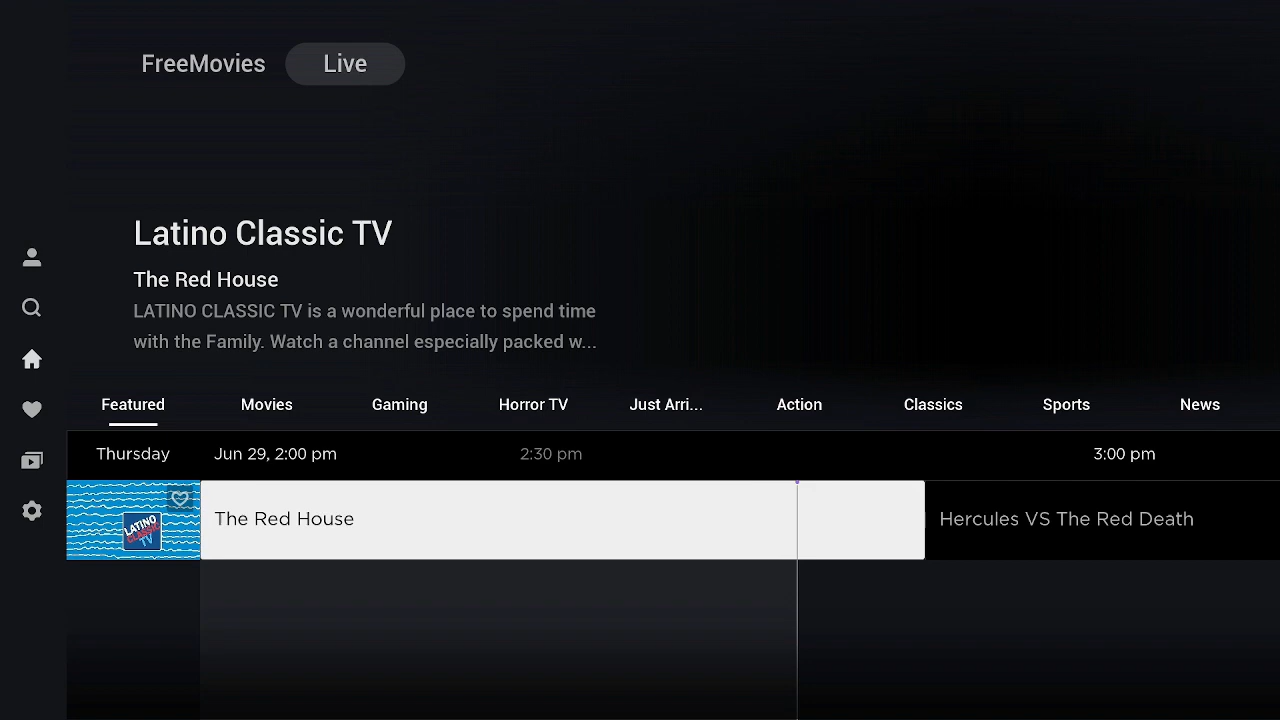 FreeMovies Live
Latino Classic TV
The Red House
LATINO CLASSIC TV is a wonderful place to spend time
with the Family. Watch a channel especially packed w...
Featured Movies Gaming Horror TV Just Arri... Action Classics Sports News
Thursday Jun 29, 2:00 pm 2:30 pm 3:00 pm
LATINO
CLASSIC
TV
The Red House Hercules VS The Red Death